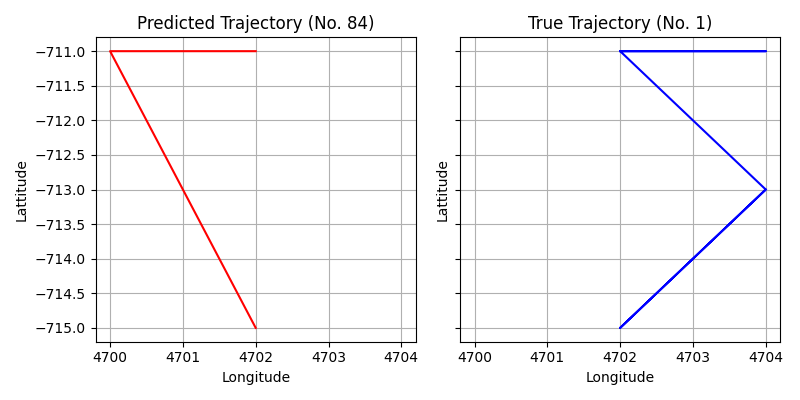 Predicted Trajectory (No. 84)
True Trajectory (No. 1)
−711.0
−711.5
−712.0
−712.5
−713.0
−713.5
−714.0
−714.5
−715.0
Lattitude
Lattitude
4700 4701 4702 4703 4704
4700 4701 4702 4703 4704
Longitude
Longitude